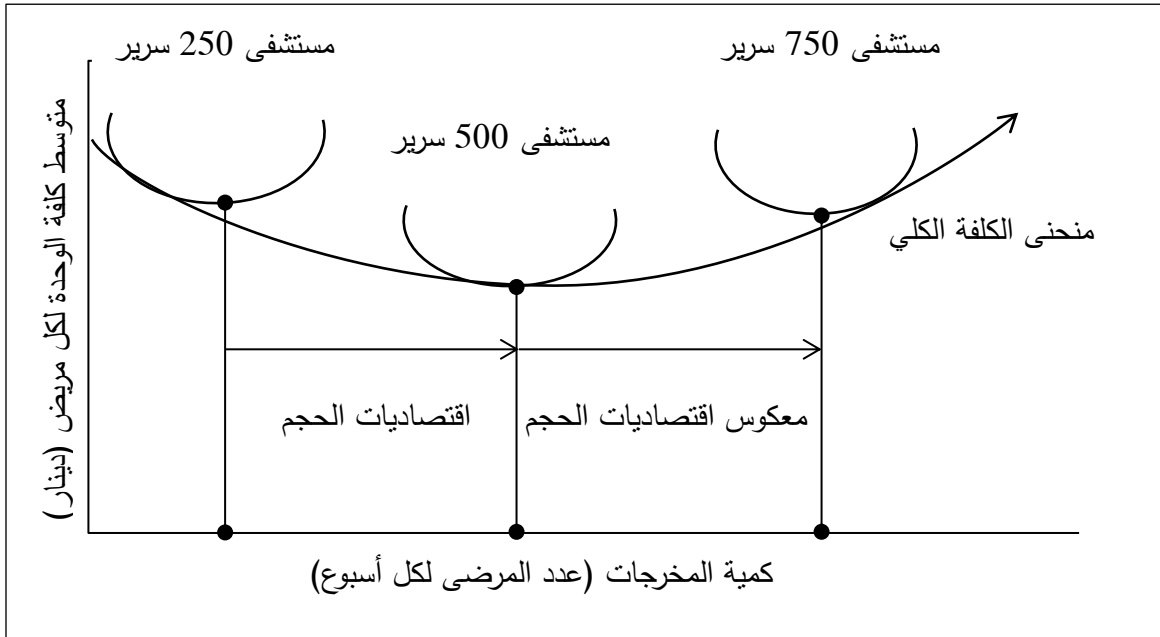 مستشفى 250 سرير
مستشفى 750 سرير
مستشفى 500 سرير
متوسط كلفة الوحدة لكل مريض (دينار)
منحنى الكلفة الكلي
اقتصاديات الحجم
معكوس اقتصاديات الحجم
كمية المخرجات (عدد المرضى لكل أسبوع)